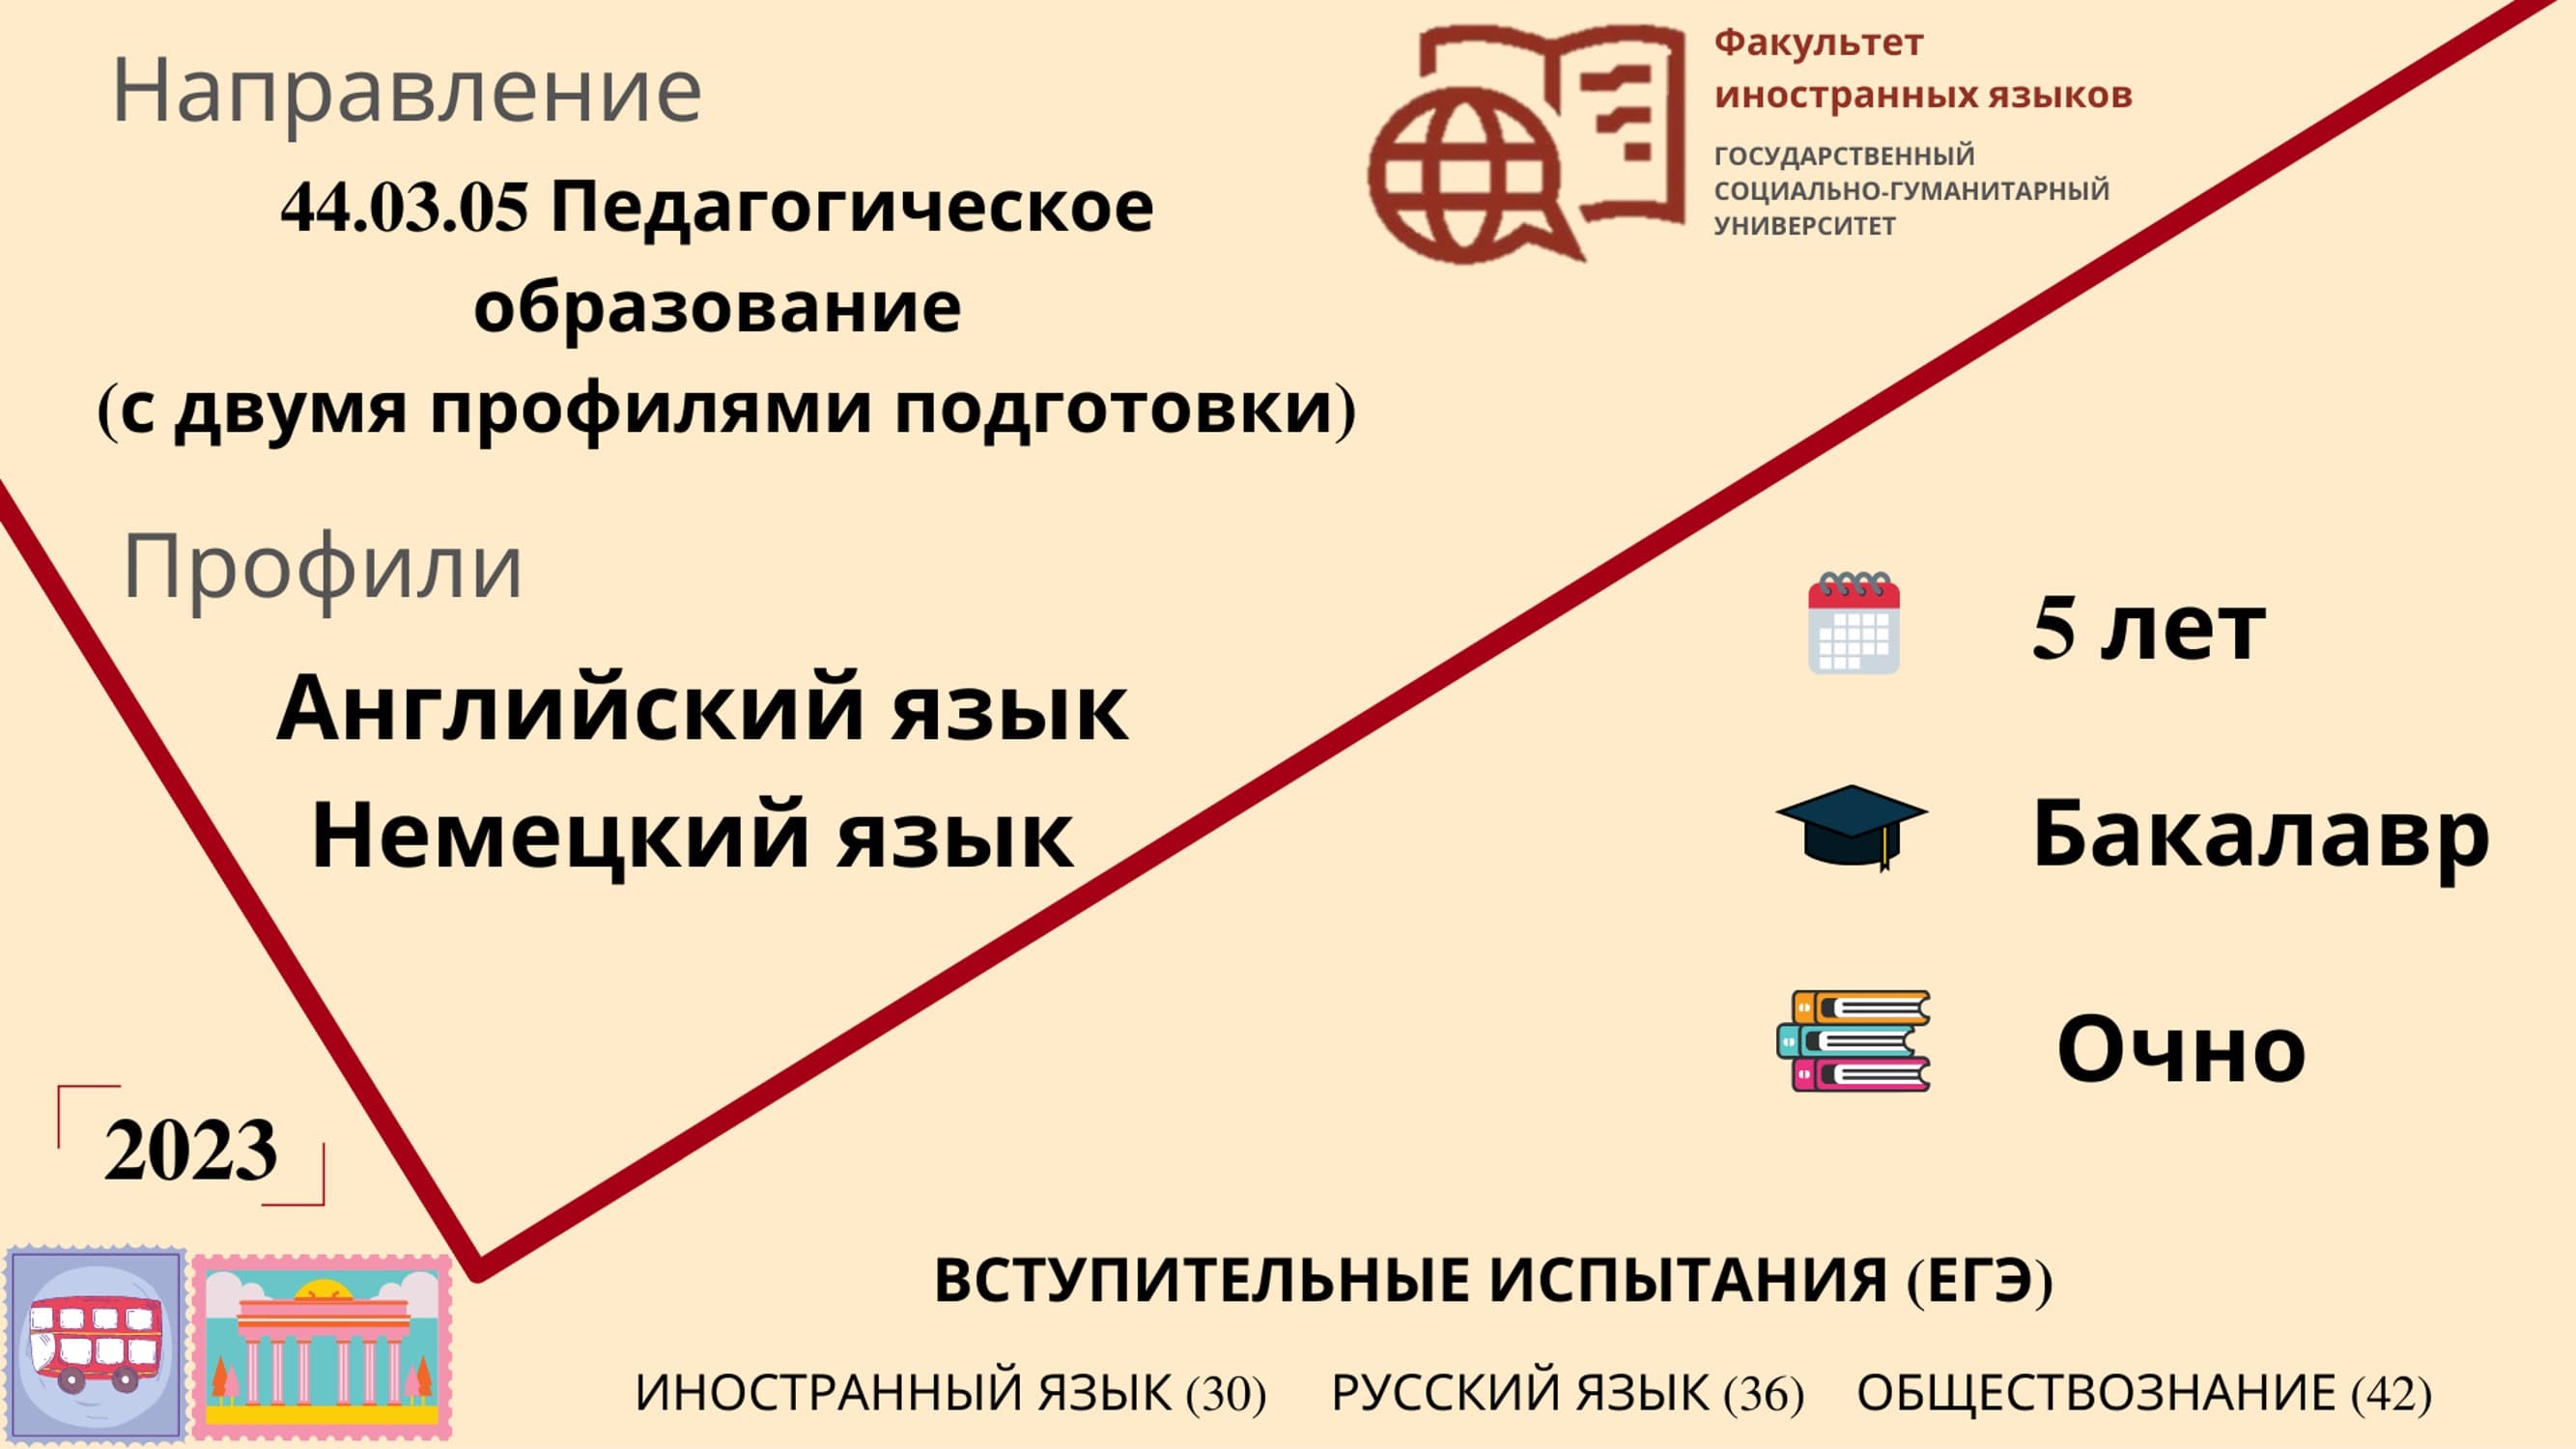 Направление
44.03.05 Педагогическое
образование
(с двумя профилями подготовки)
Факультет
иностранных языков
ГОСУДАРСТВЕННЫЙ
СОЦИАЛЬНО-ГУМАНИТАРНЫЙ
УНИВЕРСИТЕТ
Профили
Английский язык
Немецкий язык
5 лет
Бакалавр
Очно
2023
ВСТУПИТЕЛЬНЫЕ ИСПЫТАНИЯ (ЕГЭ)
ИНОСТРАННЫЙ ЯЗЫК (30) РУССКИЙ ЯЗЫК (36) ОБЩЕСТВОЗНАНИЕ (42)